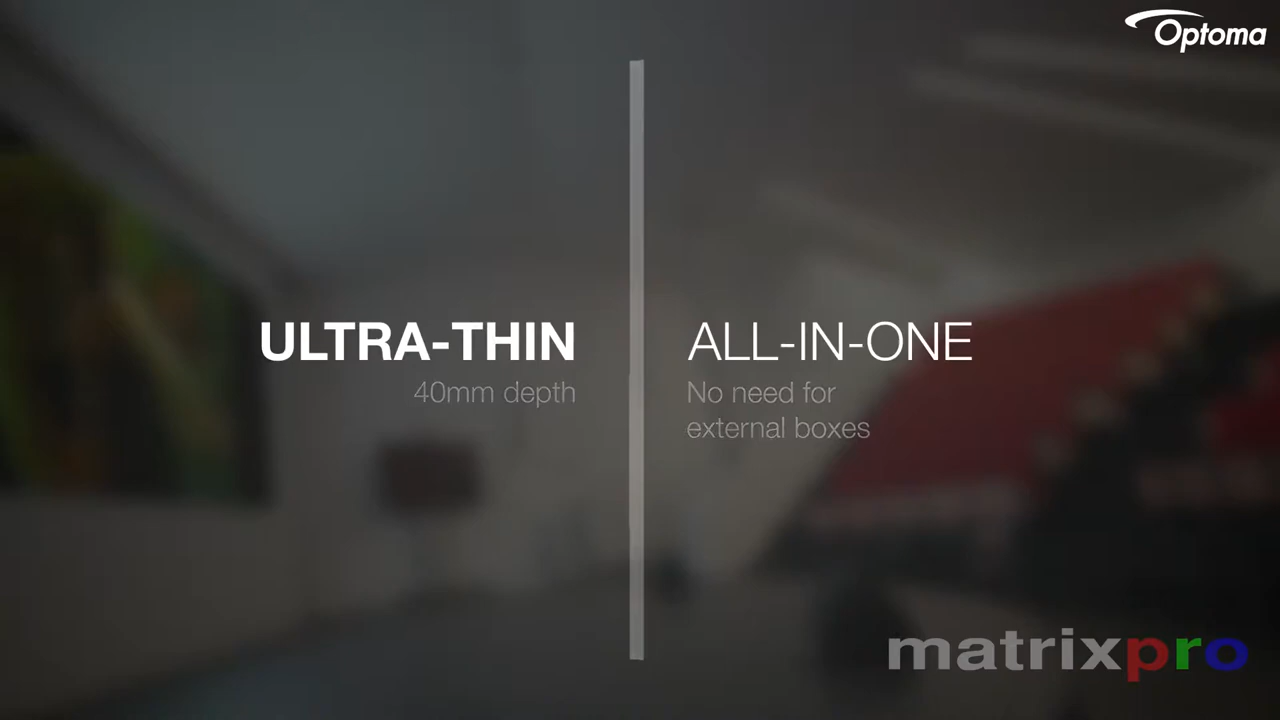 Optoma
ULTRA-THIN
40mm depth
ALL-IN-ONE
No need for
external boxes
matrixpro